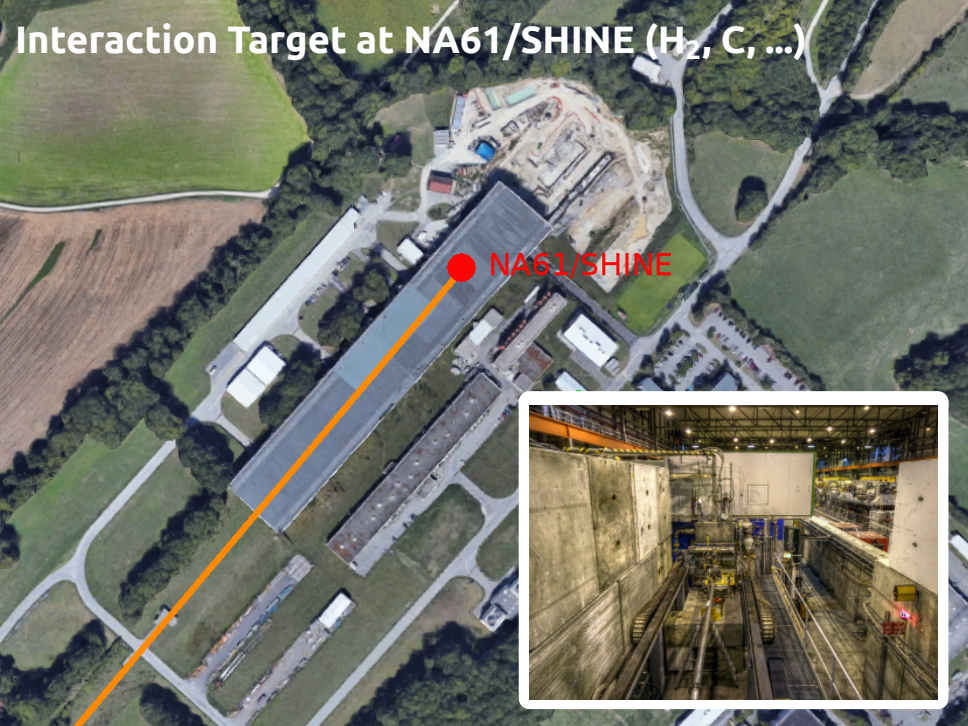 Interaction Target at NA61/SHINE (H₂, C, ...)
NA61/SHINE